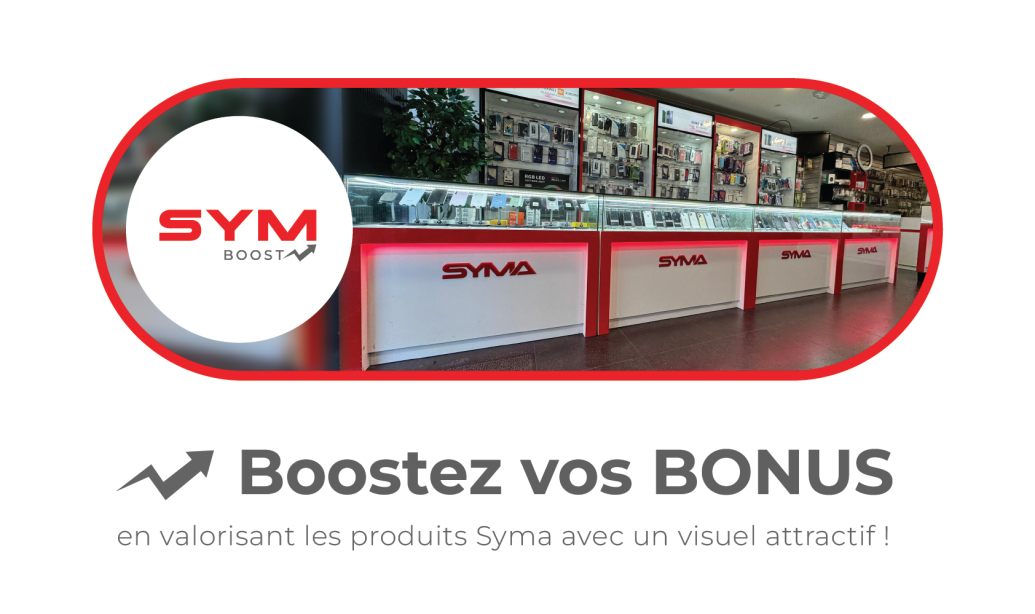 SYM
BOOST
RGB LED
SYMA
SYMA
SYMA
SYMA
Boostez vos BONUS
en valorisant les produits Syma avec un visuel attractif !